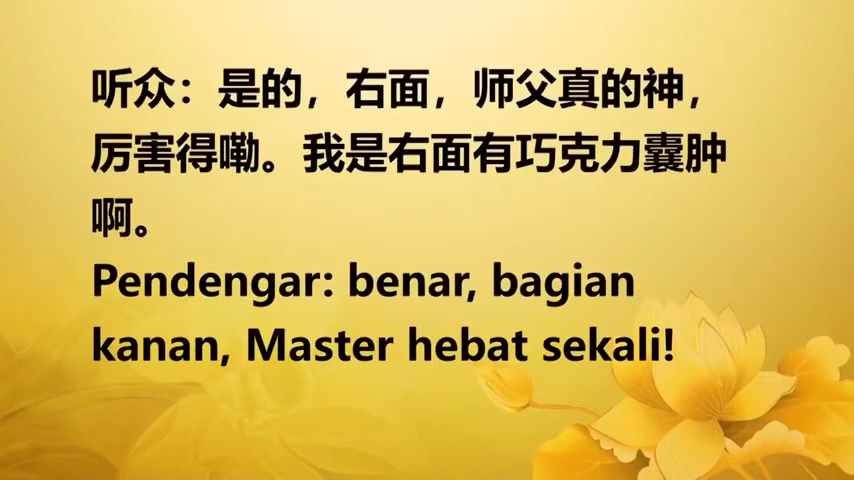 听众：是的，右面，师父真的神，
厉害得嘞。我是右面有巧克力囊肿
啊。
Pendengar: benar, bagian
kanan, Master hebat sekali!